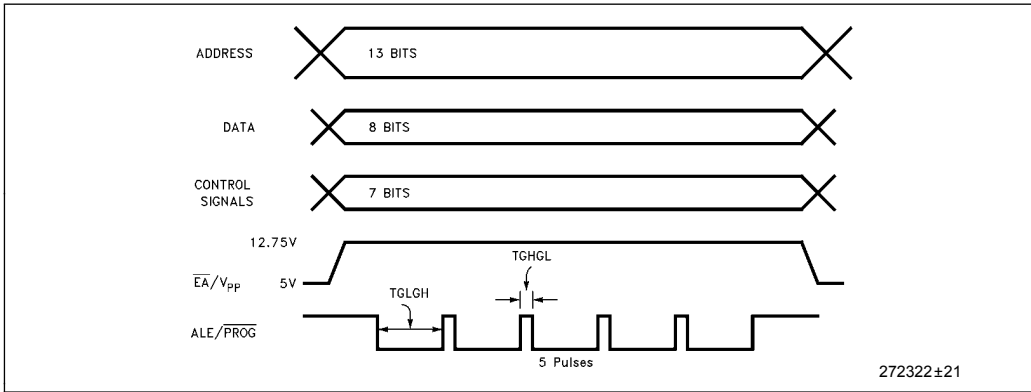 ADDRESS
13 BITS
DATA
8 BITS
CONTROL
SIGNALS
7 BITS
12.75V
EA/VPP
5V
TGLGH
TGHGL
ALE/PROG
5 Pulses
272322±21